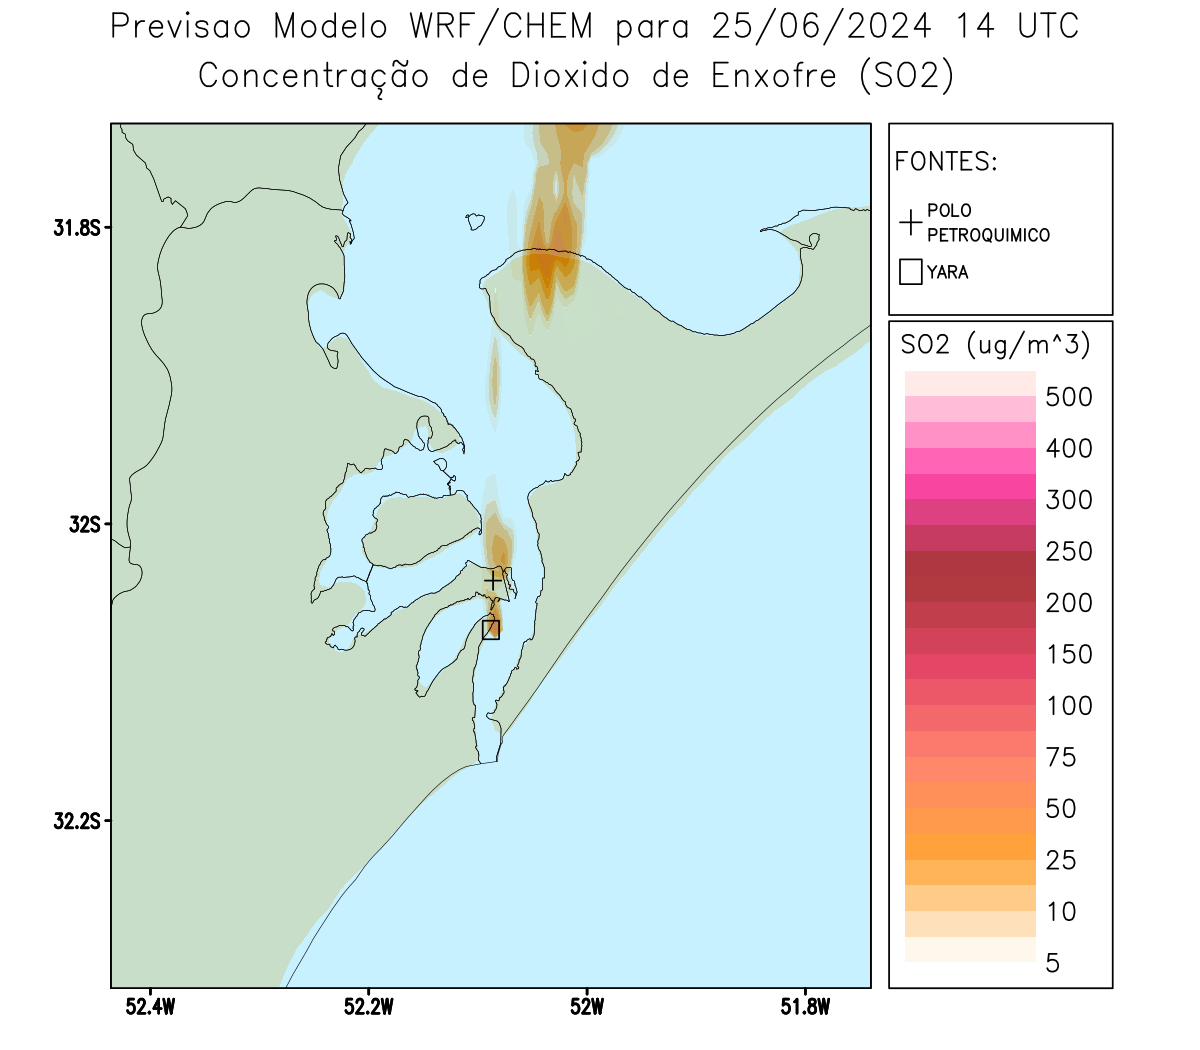 Previsao Modelo WRF/CHEM para 25/06/2024 14 UTC
Concentração de Dioxido de Enxofre (SO2)
FONTES:
POLO
PETROQUIMICO
YARA
31.8S
32S
32.2S
52.4W
52.2W
52W
51.8W
SO2 (ug/m^3)
500
400
300
250
200
150
100
75
50
25
10
5